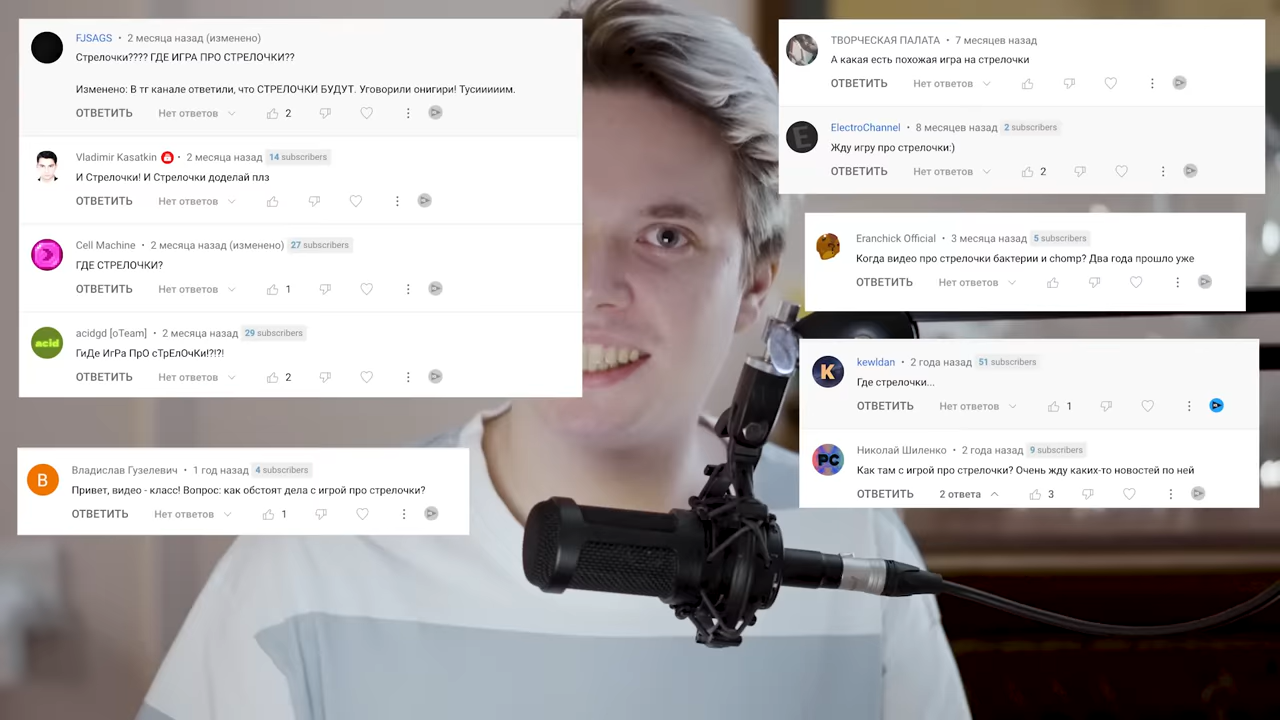 FJSAGS • 2 месяца назад (изменено)
Стрелочки???? ГДЕ ИГРА ПРО СТРЕЛОЧКИ??
Изменено: В тг канале ответили, что СТРЕЛОЧКИ БУДУТ. Уговорили онигири! Тусииииим.
ОТВЕТИТЬ Нет ответов 2
Vladimir Kasatkin • 2 месяца назад 14 subscribers
И Стрелочки! И Стрелочки доделай плз
ОТВЕТИТЬ Нет ответов
Cell Machine • 2 месяца назад (изменено) 27 subscribers
ГДЕ СТРЕЛОЧКИ?
ОТВЕТИТЬ Нет ответов 1
acid
acidgd [oTeam] • 2 месяца назад 29 subscribers
ГиДе ИгРа ПрО сТрЕлОчКи!?!?!
ОТВЕТИТЬ Нет ответов 2
В
Владислав Гузелевич • 1 год назад 4 subscribers
Привет, видео - класс! Вопрос: как обстоят дела с игрой про стрелочки?
ОТВЕТИТЬ Нет ответов 1
ТВОРЧЕСКАЯ ПАЛАТА • 7 месяцев назад
А какая есть похожая игра на стрелочки
ОТВЕТИТЬ Нет ответов
E
ElectroChannel • 8 месяцев назад 2 subscribers
Жду игру про стрелочки:)
ОТВЕТИТЬ Нет ответов 2
Eranchick Official • 3 месяца назад 5 subscribers
Когда видео про стрелочки бактерии и chomp? Два года прошло уже
ОТВЕТИТЬ Нет ответов
K
kewldan • 2 года назад 51 subscribers
Где стрелочки...
ОТВЕТИТЬ Нет ответов 1
PC
Николай Шиленко • 2 года назад 9 subscribers
Как там с игрой про стрелочки? Очень жду каких-то новостей по ней
ОТВЕТИТЬ 2 ответа 3